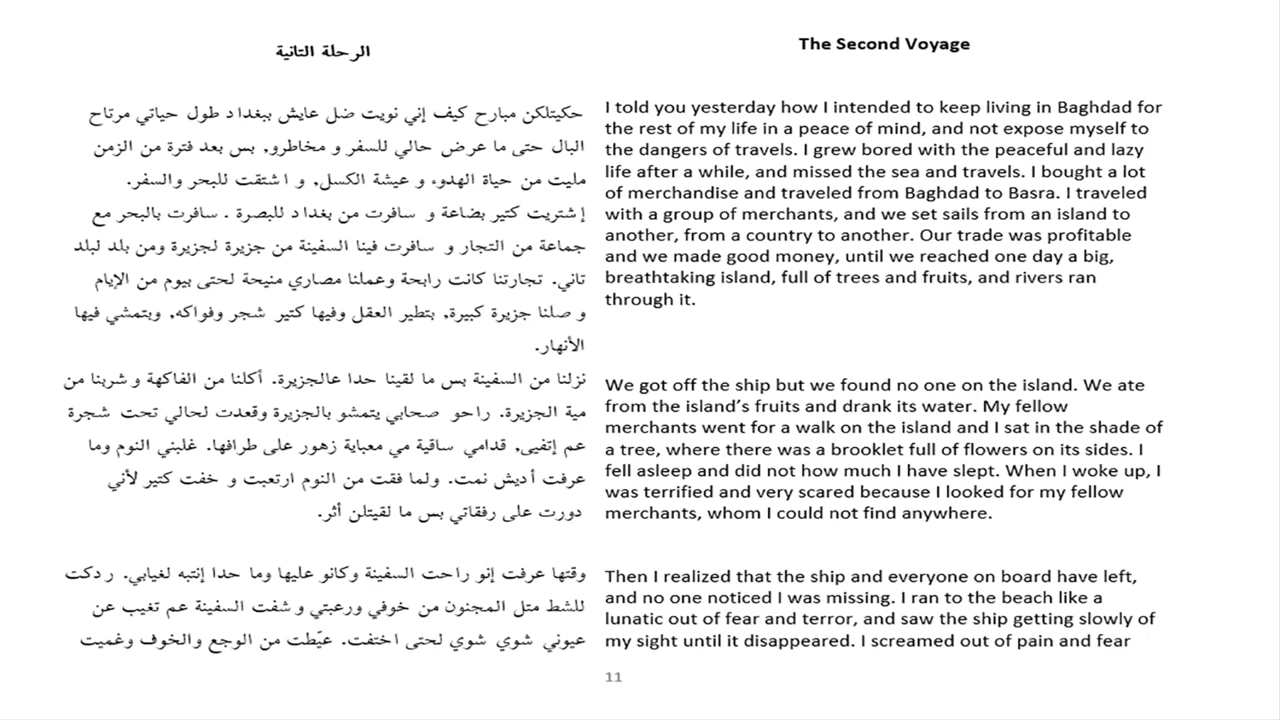 الرحلة التانية
حكيتلكن مبارح كيف إني نويت ضل عايش ببغداد طول حياتي مرتاح
البال حتى ما عرض حالي للسفر و مخاطرو, بس بعد فترة من الزمن
مليت من حياة الهدوء و عيشة الكسل, و اشتقت للبحر والسفر.
إشتريت كتير بضاعة و سافرت من بغداد للبصرة . سافرت بالبحر مع
جماعة من التجار و سافرت فينا السفينة من جزيرة لجزيرة ومن بلد لبلد
تاني. تجارتنا كانت رابحة وعملنا مصاري منيحة لحتى بيوم من الإيام
وصلنا جزيرة كبيرة, بتطير العقل وفيها كتير شجر وفواكه, وبتمشي فيها
الأنهار.
نزلنا من السفينة بس ما لقينا حدا عالجزيرة. أكلنا من الفاكهة و شربنا من
مية الجزيرة. راحو صحابي يتمشو بالجزيرة وقعدت لحالي تحت شجرة
عم إتفيى, قدامي ساقية مي معباية زهور على طرافها. غلبني النوم وما
عرفت أديش نمت. ولما فقت من النوم ارتعبت و خفت كتير لأني
دورت على رفقاتي بس ما لقيتلن أثر.
وقتها عرفت إنو راحت السفينة وكانو عليها وما حدا إنتبه لغيابي. ردكت
للشط متل المجنون من خوفي ورعبتي و شفت السفينة عم تغيب عن
عيوني شوي شوي لحتى اختفت. عيّطت من الوجع والخوف وغميت
The Second Voyage
I told you yesterday how I intended to keep living in Baghdad for
the rest of my life in a peace of mind, and not expose myself to
the dangers of travels. I grew bored with the peaceful and lazy
life after a while, and missed the sea and travels. I bought a lot
of merchandise and traveled from Baghdad to Basra. I traveled
with a group of merchants, and we set sails from an island to
another, from a country to another. Our trade was profitable
and we made good money, until we reached one day a big,
breathtaking island, full of trees and fruits, and rivers ran
through it.
We got off the ship but we found no one on the island. We ate
from the island’s fruits and drank its water. My fellow
merchants went for a walk on the island and I sat in the shade of
a tree, where there was a brooklet full of flowers on its sides. I
fell asleep and did not how much I have slept. When I woke up, I
was terrified and very scared because I looked for my fellow
merchants, whom I could not find anywhere.
Then I realized that the ship and everyone on board have left,
and no one noticed I was missing. I ran to the beach like a
lunatic out of fear and terror, and saw the ship getting slowly of
my sight until it disappeared. I screamed out of pain and fear
11